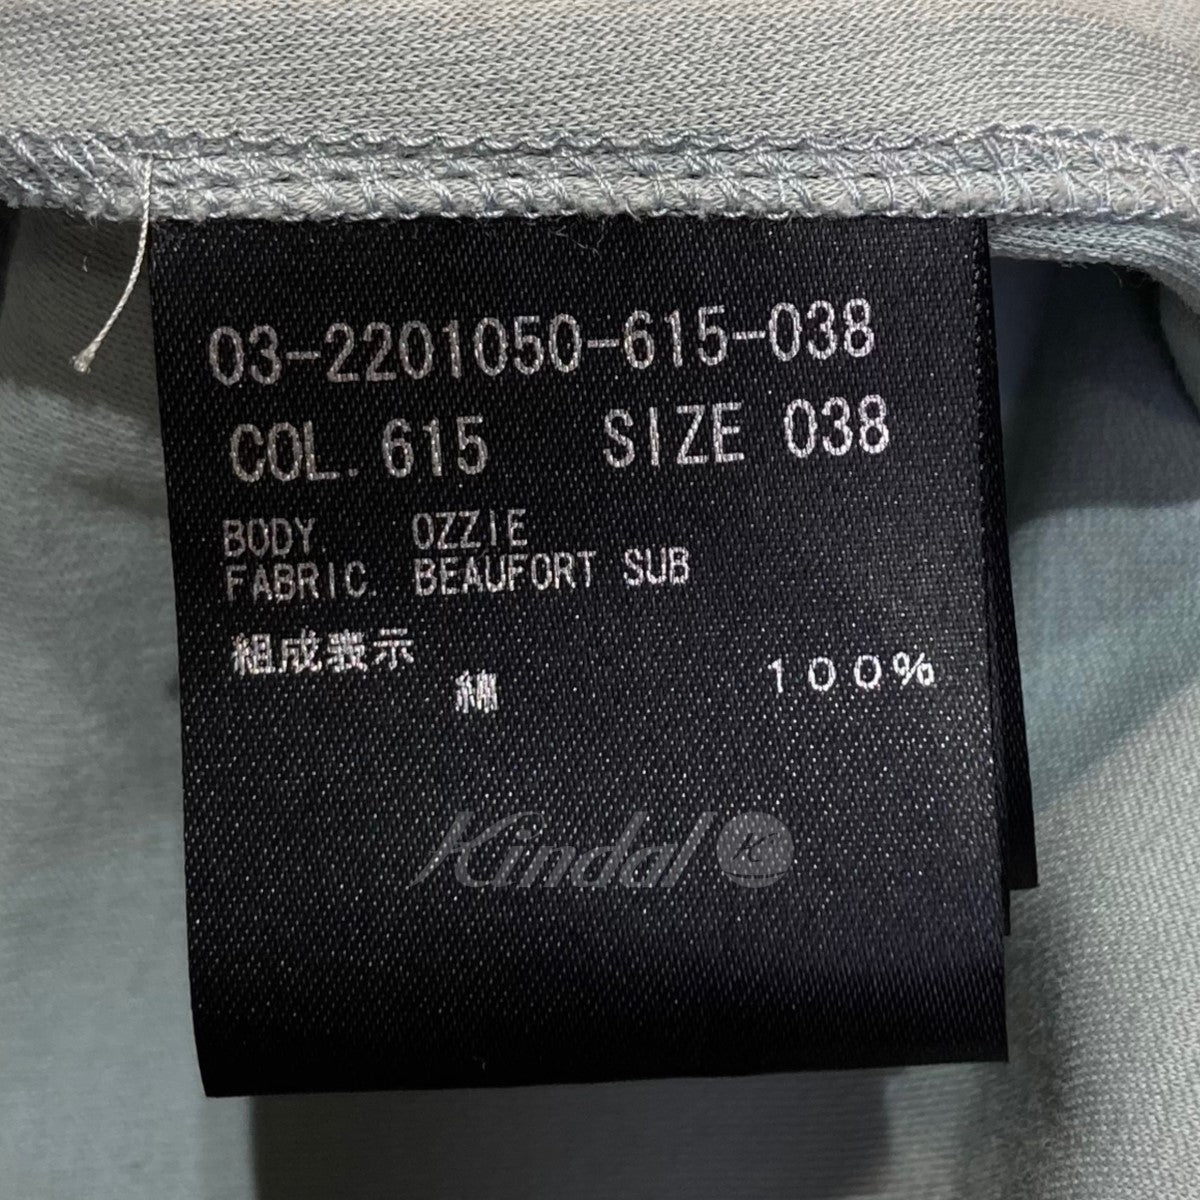 03-2201050-615-038
COL. 615 SIZE 038
BODY. OZZIE
FABRIC. BEAUFORT SUB
組成表示
綿 100%
Kindal K